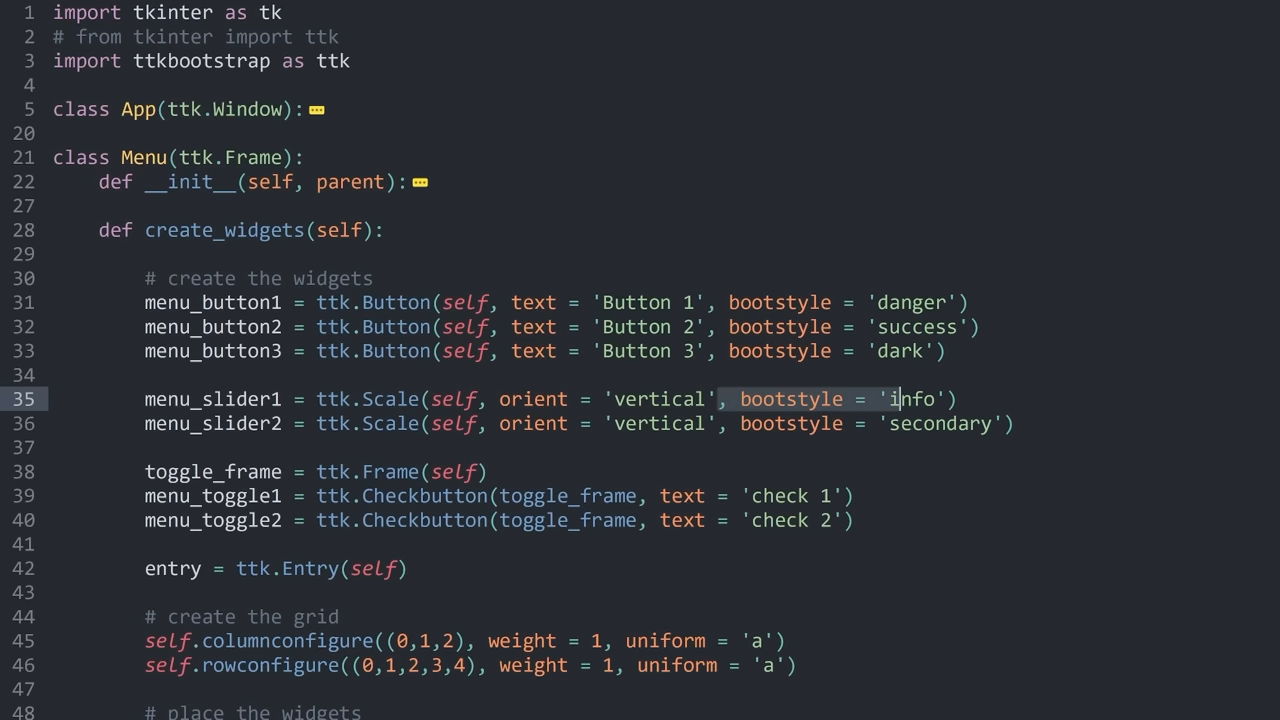 1 import tkinter as tk
2 # from tkinter import ttk
3 import ttkbootstrap as ttk
4
5 class App(ttk.Window):
20
21 class Menu(ttk.Frame):
22     def __init__(self, parent):
27
28     def create_widgets(self):
29
30         # create the widgets
31         menu_button1 = ttk.Button(self, text = 'Button 1', bootstyle = 'danger')
32         menu_button2 = ttk.Button(self, text = 'Button 2', bootstyle = 'success')
33         menu_button3 = ttk.Button(self, text = 'Button 3', bootstyle = 'dark')
34
35         menu_slider1 = ttk.Scale(self, orient = 'vertical', bootstyle = 'info')
36         menu_slider2 = ttk.Scale(self, orient = 'vertical', bootstyle = 'secondary')
37
38         toggle_frame = ttk.Frame(self)
39         menu_toggle1 = ttk.Checkbutton(toggle_frame, text = 'check 1')
40         menu_toggle2 = ttk.Checkbutton(toggle_frame, text = 'check 2')
41
42         entry = ttk.Entry(self)
43
44         # create the grid
45         self.columnconfigure((0,1,2), weight = 1, uniform = 'a')
46         self.rowconfigure((0,1,2,3,4), weight = 1, uniform = 'a')
47
48         # place the widgets